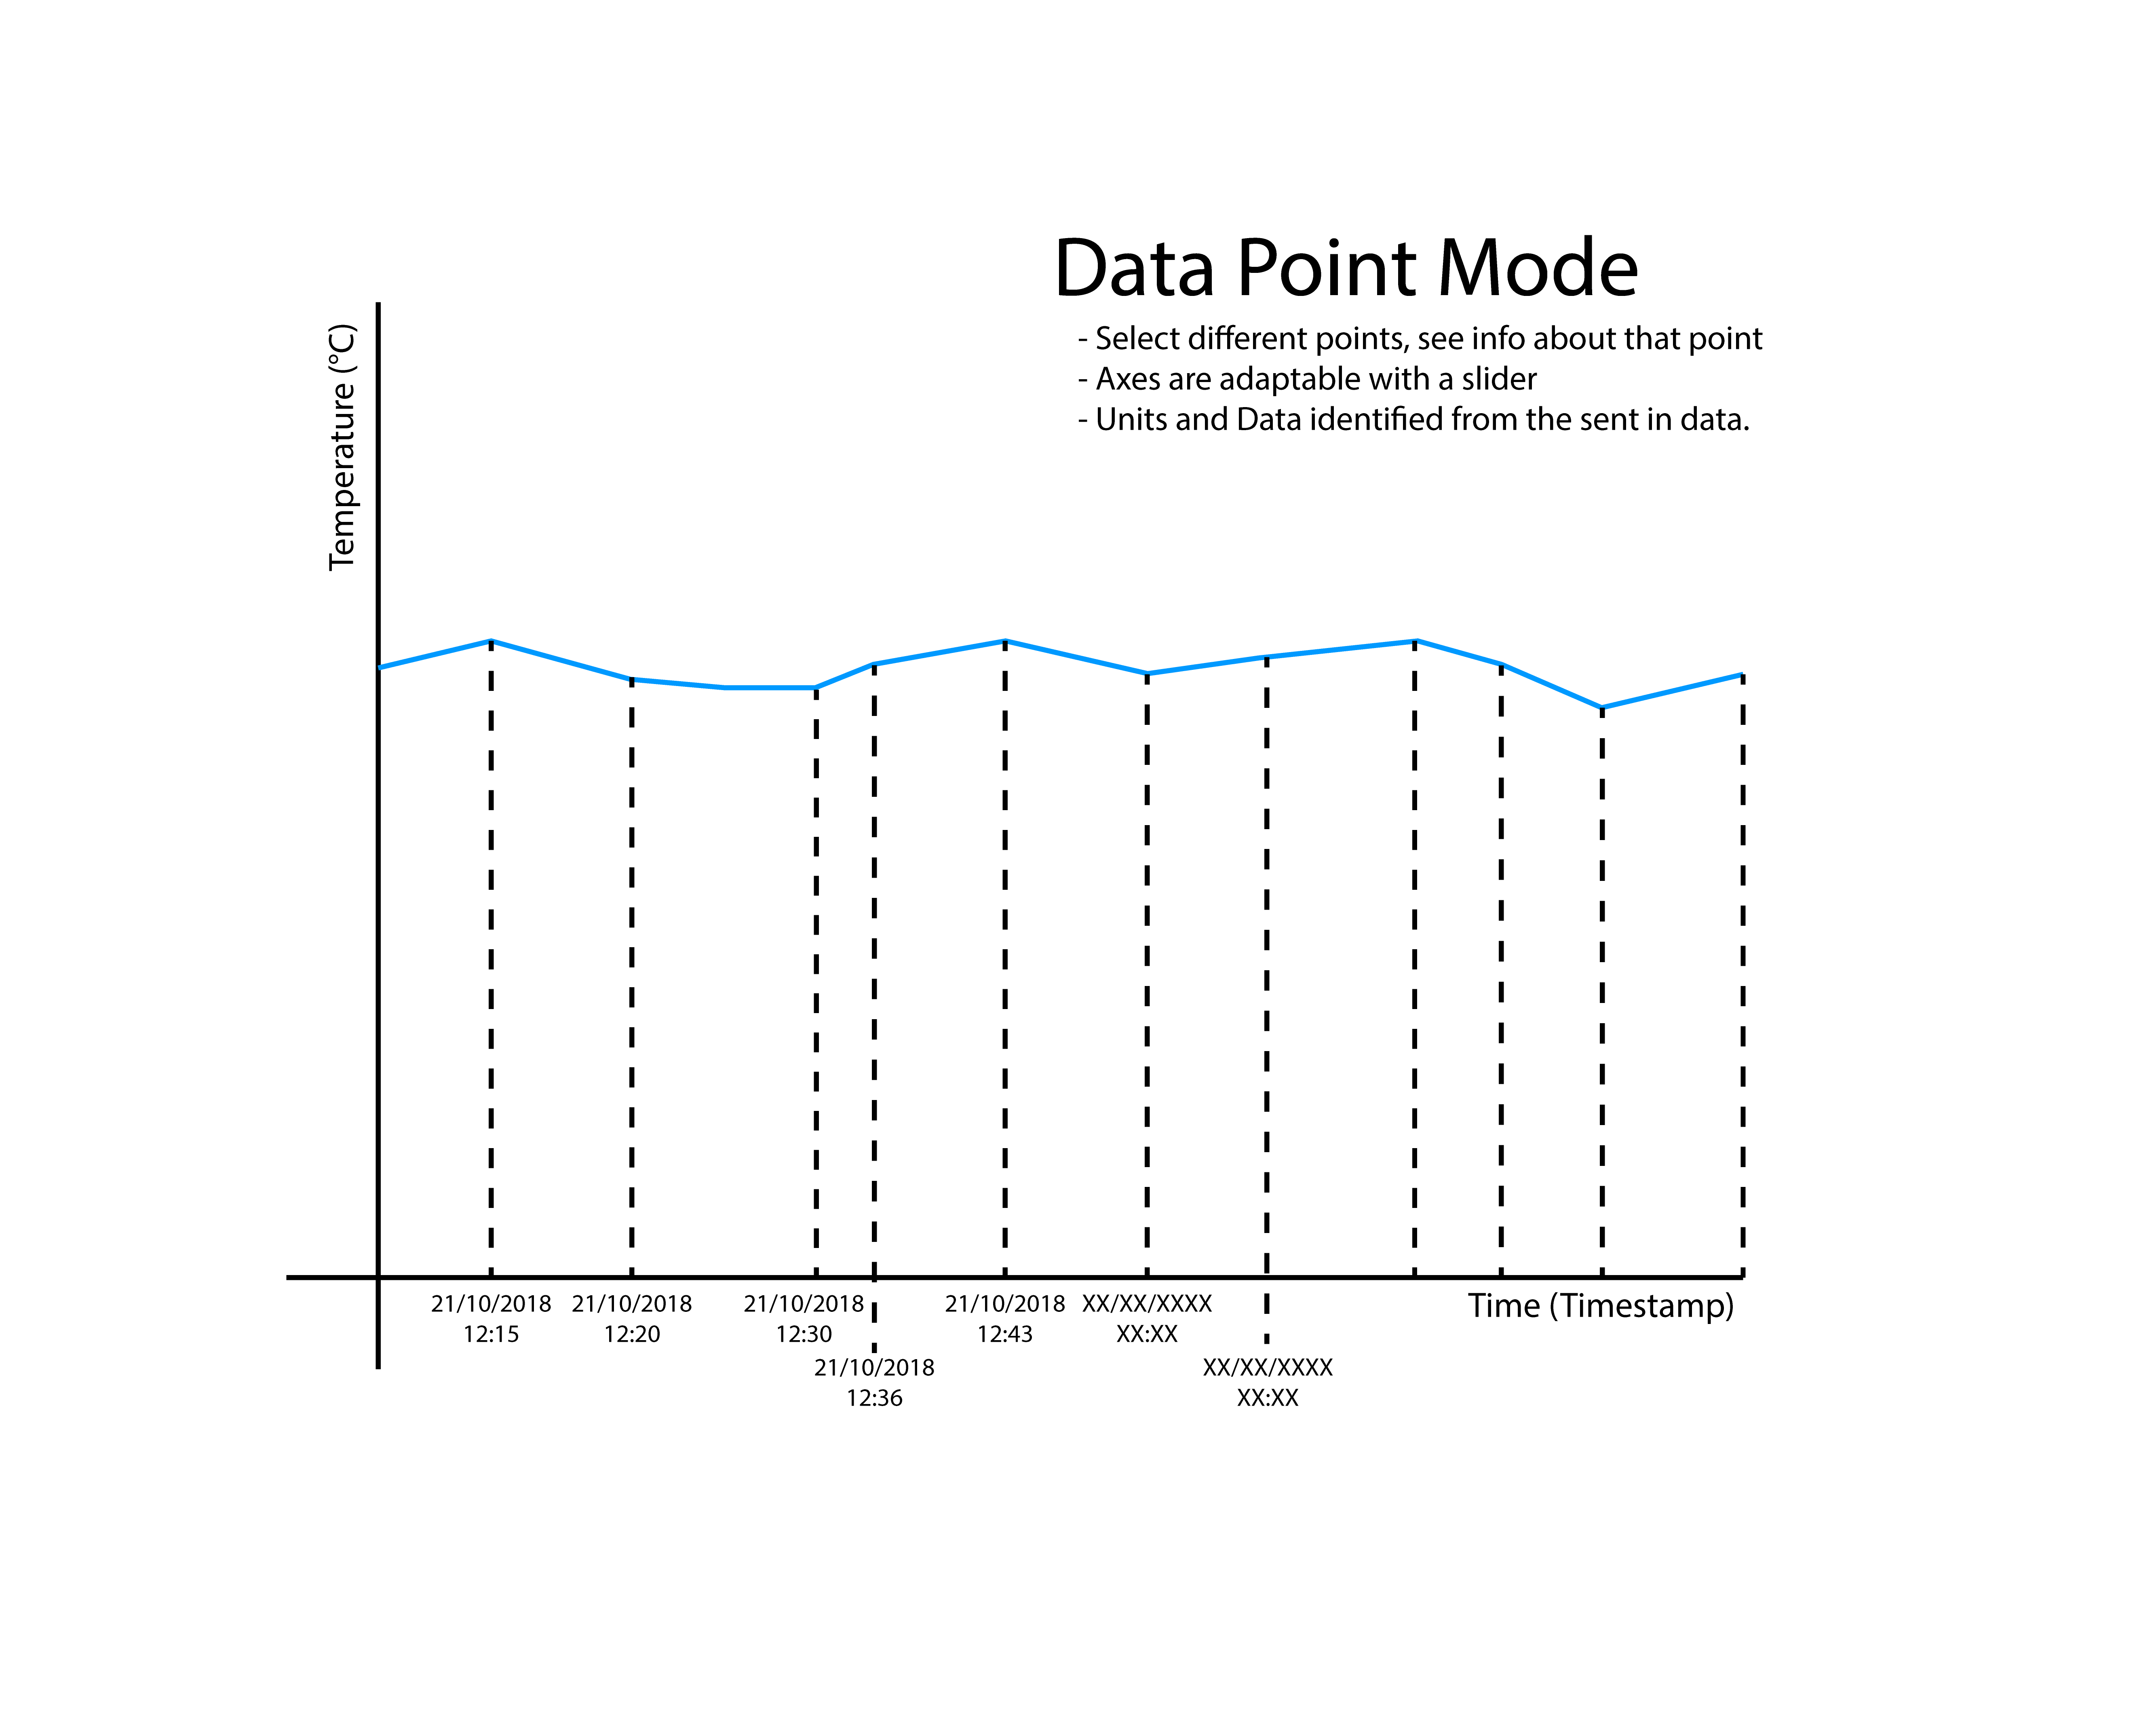 Data Point Mode
- Select different points, see info about that point
- Axes are adaptable with a slider
- Units and Data identified from the sent in data.
Temperature (°C)
21/10/2018
12:15
21/10/2018
12:20
21/10/2018
12:30
21/10/2018
12:36
21/10/2018
12:43
XX/XX/XXXX
XX:XX
XX/XX/XXXX
XX:XX
Time (Timestamp)